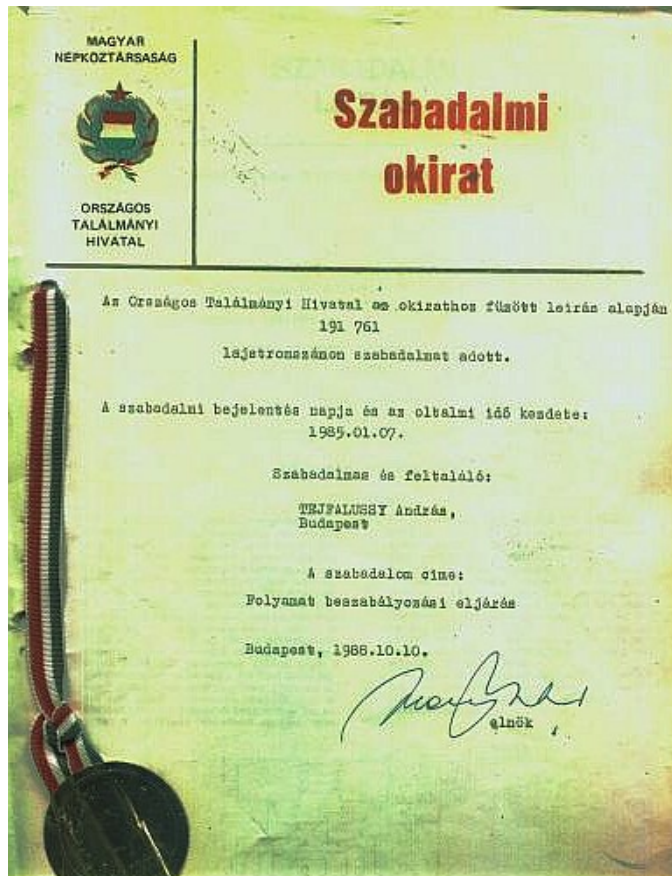 MAGYAR
NÉPKÖZTÁRSASÁG
ORSZÁGOS
TALÁLMÁNYI
HIVATAL
Szabadalmi
okirat
Az Országos Találmányi Hivatal az okirathoz füzött leírás alapján
191 761
lajstromszámon szabadalmat adott.
A szabadalmi bejelentés napja és az oltalmi idő kezdete:
1985.01.07.
Szabadalmas és feltaláló:
TEJFALUSSY András,
Budapest
A szabadalom címe:
Folyamat beszabályozási eljárás
Budapest, 1988.10.10.
elnök